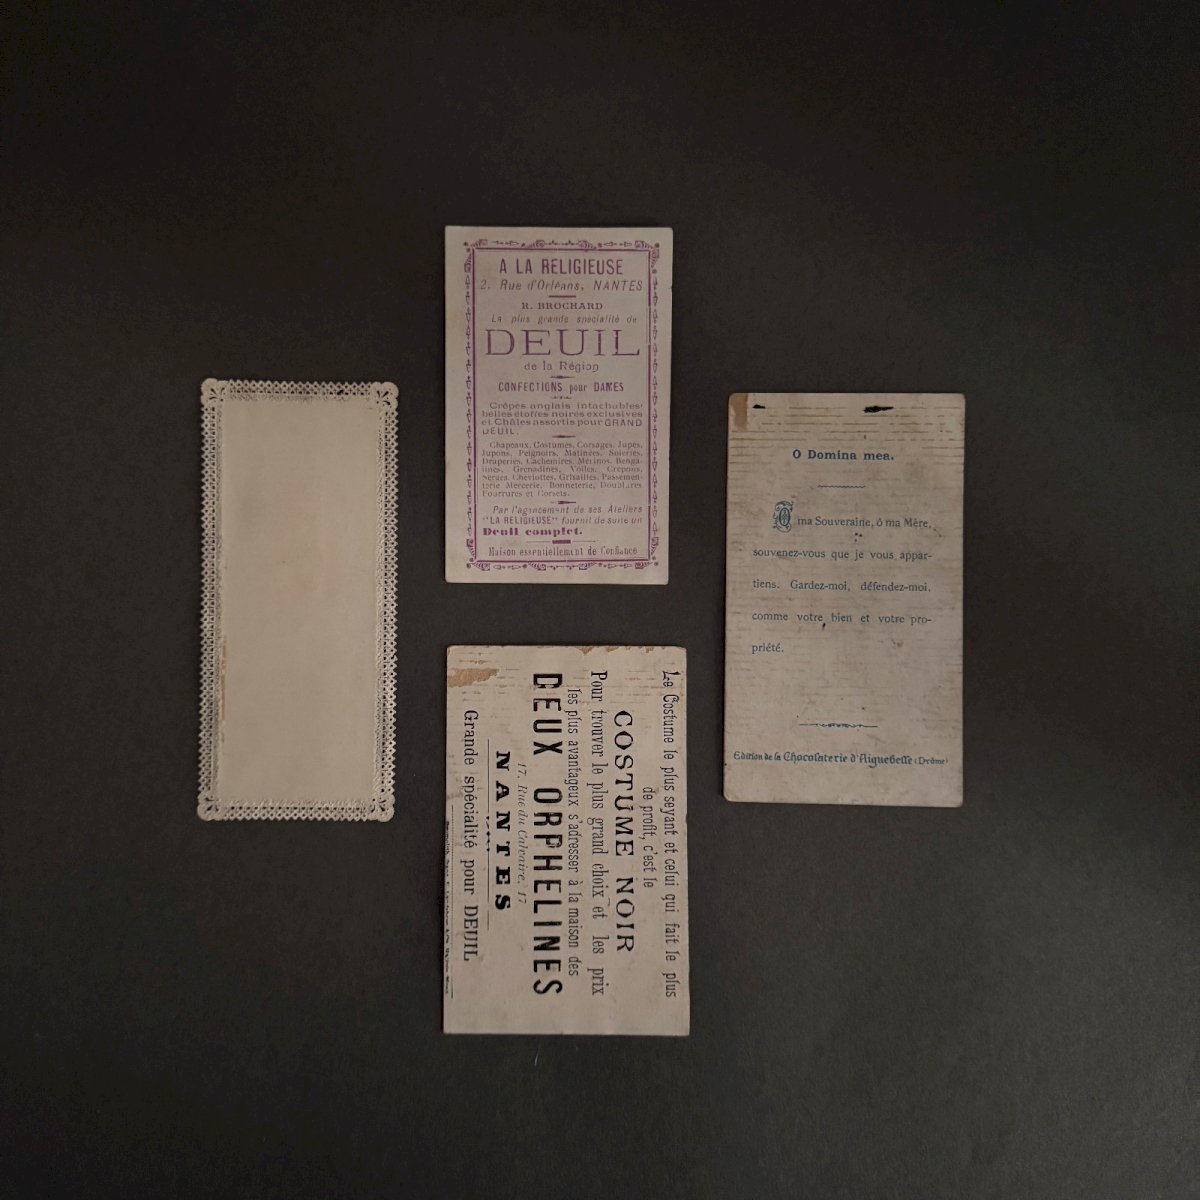 A LA RELIGIEUSE
2, Rue d'Orléans, NANTES
R. BROCHARD
La plus grande spécialité de
DEUIL
de la Région
CONFECTIONS pour DAMES
Crêpes anglais intachables
belles étoffes noires exclusives
et Châles assortis pour GRAND
DEUIL.
Chapeaux, Costumes, Corsages, Jupes,
Jupons, Peignoirs, Matinées, Soieries,
Draperies, Cachemires, Mérinos, Benga-
lines, Grenadines, Voiles, Crépons,
Serges, Cheviottes, Grisailles, Passemen-
terie Mercerie, Bonneterie, Doublures
Fourrures et Corsets.
Par l'agencement de ses Ateliers
"LA RELIGIEUSE" fournit de suite un
Deuil complet.
Maison essentiellement de Confiance
O Domina mea.
O ma Souveraine, ô ma Mère,
souvenez-vous que je vous appar-
tiens. Gardez-moi, défendez-moi,
comme votre bien et votre pro-
priété.
Edition de la Chocolaterie d'Aiguebelle (Drôme)
Le Costume le plus seyant et celui qui fait le plus
de profit, c'est le
COSTUME NOIR
Pour trouver le plus grand choix et les prix
les plus avantageux s'adresser à la maison des
DEUX ORPHELINES
17, Rue du Calvaire, 17
NANTES
Grande spécialité pour DEUIL